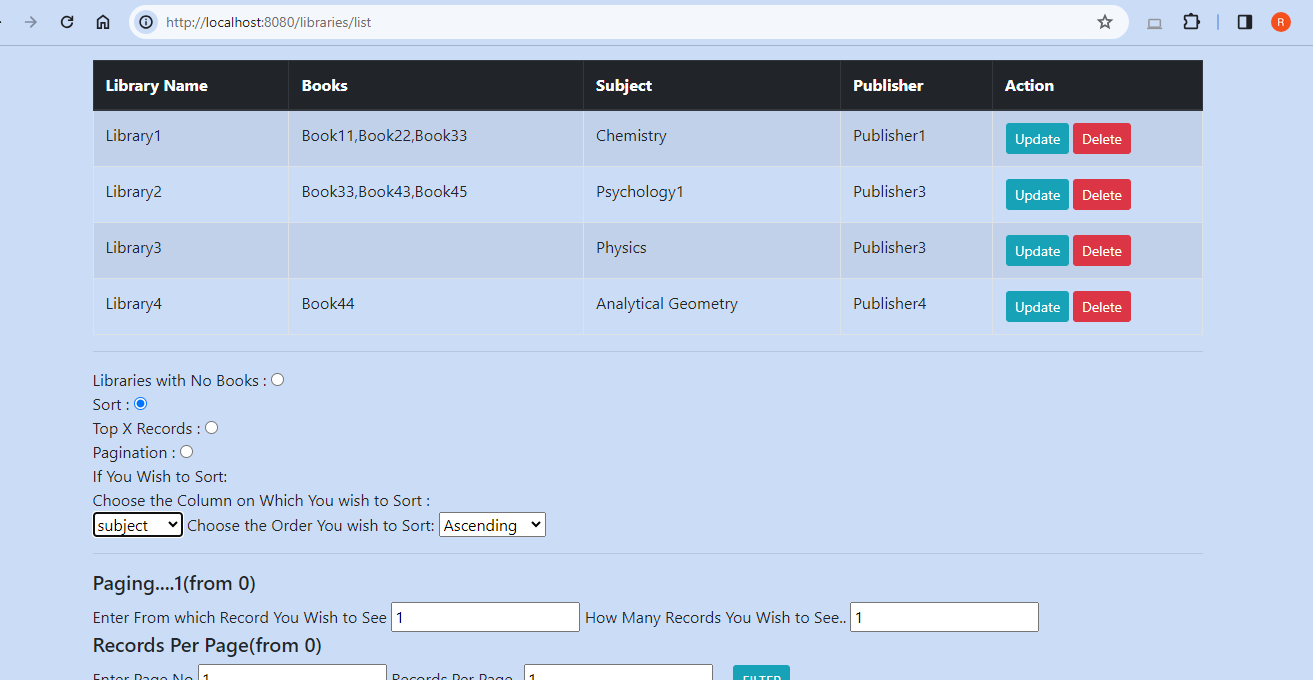 http://localhost:8080/libraries/list
R
Library Name Books Subject Publisher Action
Library1 Book11,Book22,Book33 Chemistry Publisher1 Update Delete
Library2 Book33,Book43,Book45 Psychology1 Publisher3 Update Delete
Library3 Physics Publisher3 Update Delete
Library4 Book44 Analytical Geometry Publisher4 Update Delete
Libraries with No Books :
Sort :
Top X Records :
Pagination :
If You Wish to Sort:
Choose the Column on Which You wish to Sort :
subject Choose the Order You wish to Sort: Ascending
Paging....1(from 0)
Enter From which Record You Wish to See 1 How Many Records You Wish to See.. 1
Records Per Page(from 0)
Enter Page No 1 Records Per Page 1 FILTER